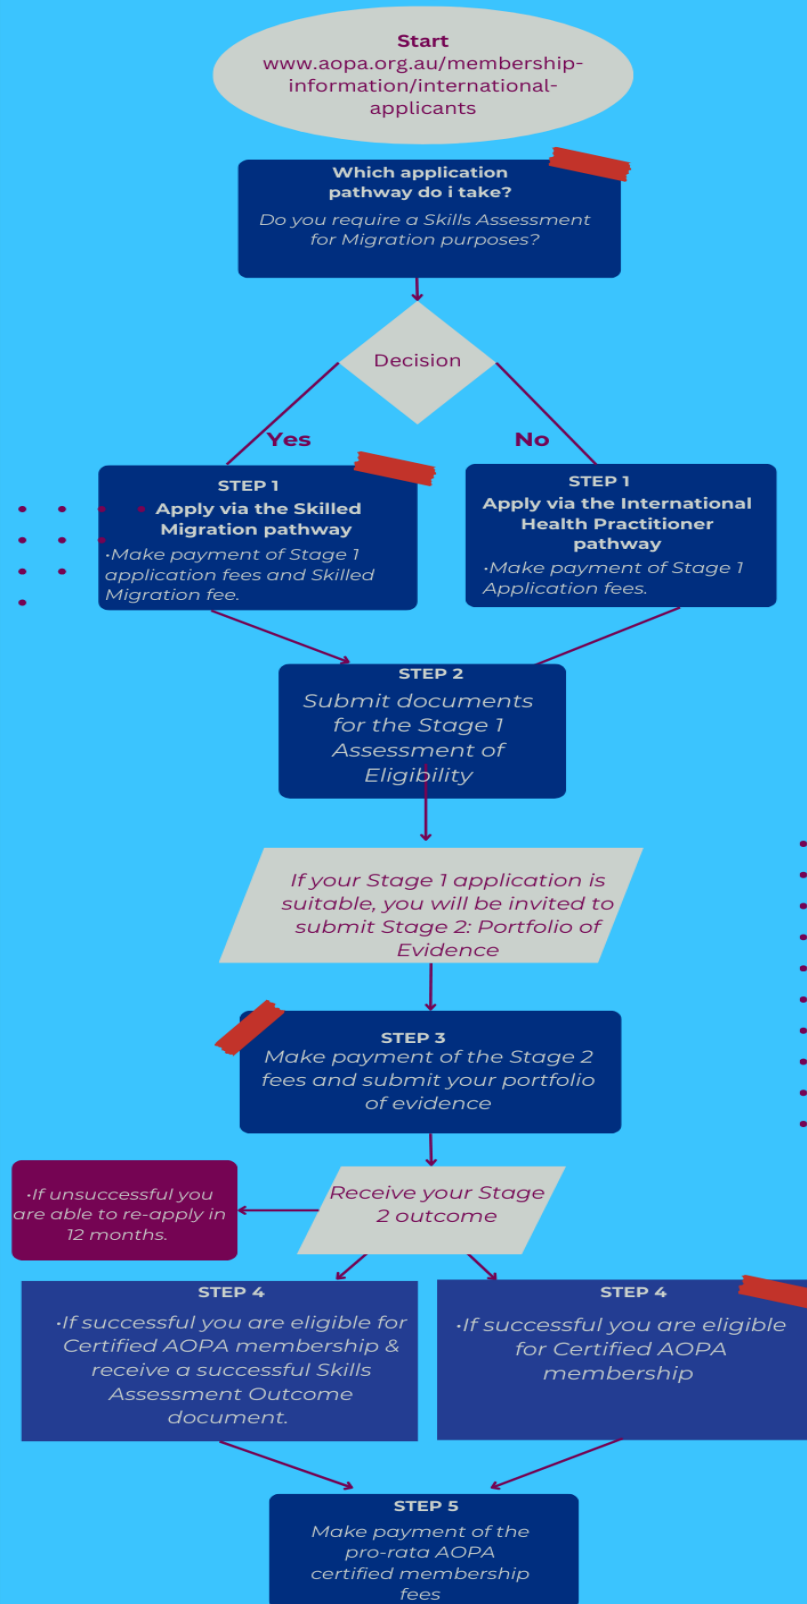 Start
www.aopa.org.au/membership-
information/international-
applicants
Which application
pathway do i take?
Do you require a Skills Assessment
for Migration purposes?
Decision
Yes
No
STEP 1
Apply via the Skilled
Migration pathway
•Make payment of Stage 1
application fees and Skilled
Migration fee.
STEP 1
Apply via the International
Health Practitioner
pathway
•Make payment of Stage 1
Application fees.
STEP 2
Submit documents
for the Stage 1
Assessment of
Eligibility
If your Stage 1 application is
suitable, you will be invited to
submit Stage 2: Portfolio of
Evidence
STEP 3
Make payment of the Stage 2
fees and submit your portfolio
of evidence
Receive your Stage
2 outcome
•If unsuccessful you
are able to re-apply in
12 months.
STEP 4
•If successful you are eligible for
Certified AOPA membership &
receive a successful Skills
Assessment Outcome
document.
STEP 4
•If successful you are eligible
for Certified AOPA
membership
STEP 5
Make payment of the
pro-rata AOPA
certified membership
fees